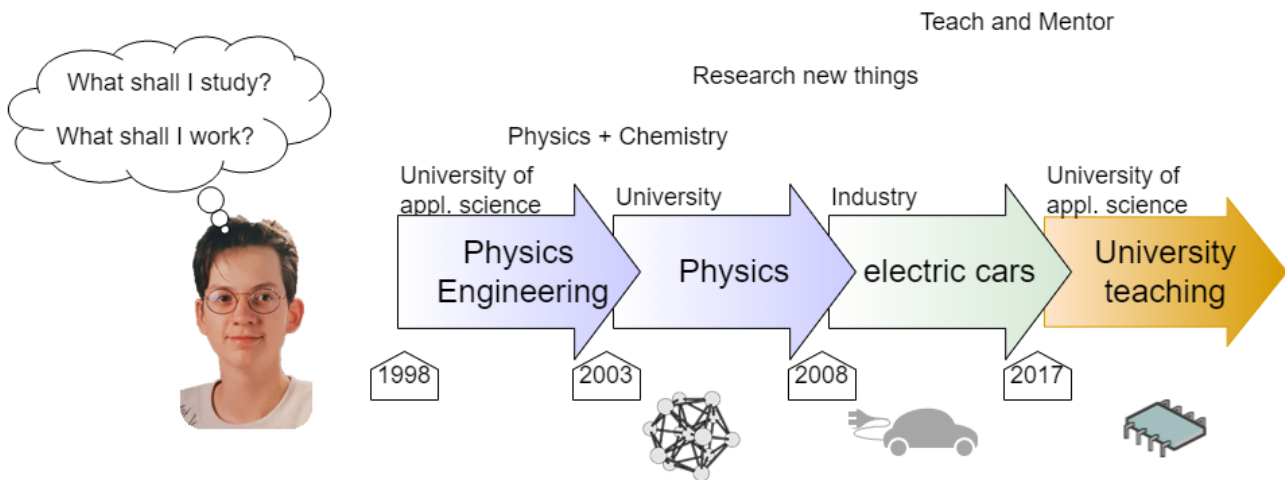 Teach and Mentor
What shall I study?
Research new things
What shall I work?
Physics + Chemistry
University of
appl. science
University
Industry
University of
appl. science
Physics
Engineering
Physics
electric cars
University
teaching
1998
2003
2008
2017